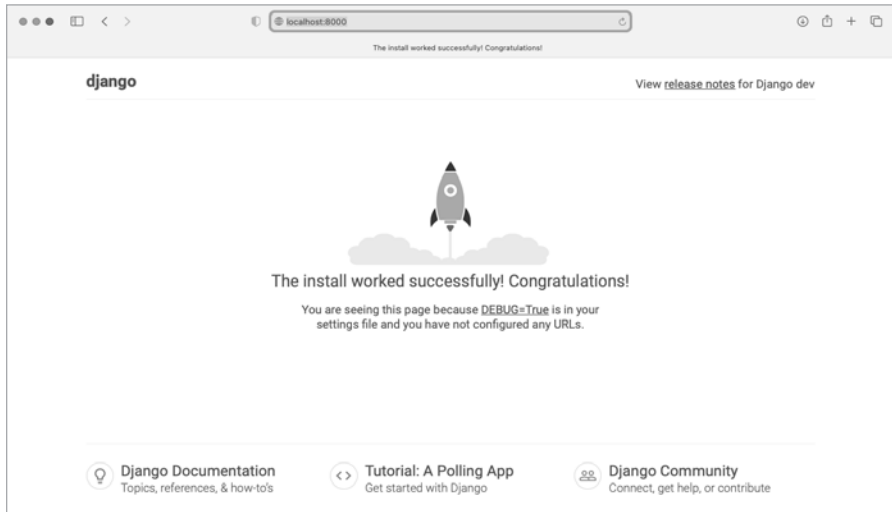 localhost:8000
The install worked successfully! Congratulations!
django
View release notes for Django dev
The install worked successfully! Congratulations!
You are seeing this page because DEBUG=True is in your
settings file and you have not configured any URLs.
Django Documentation
Topics, references, & how-to's
Tutorial: A Polling App
Get started with Django
Django Community
Connect, get help, or contribute